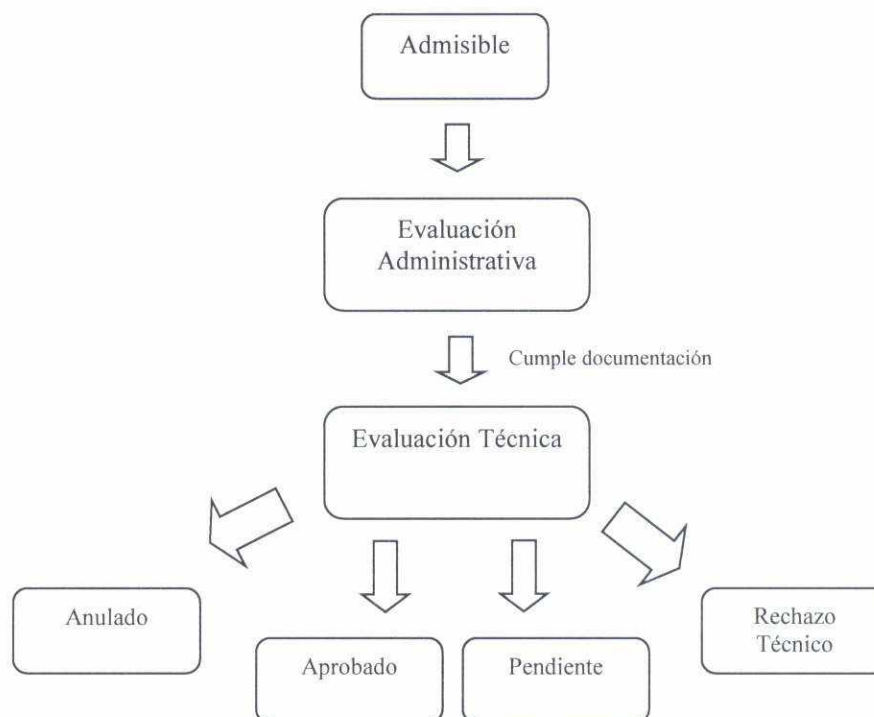 Admisible
Evaluación
Administrativa
Cumple documentación
Evaluación Técnica
Anulado
Aprobado
Pendiente
Rechazo
Técnico